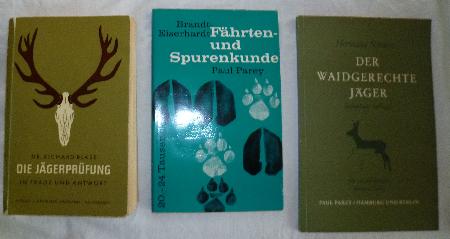 DR. RICHARD BLASE
DIE JÄGERPRÜFUNG
IN FRAGE UND ANTWORT
Brandt
Eiserhardt
Fährten-
und
Spurenkunde
Paul Parey
20.-24. Tausend
DER
WAIDGERECHTE
JÄGER
PAUL PAREY / HAMBURG UND BERLIN